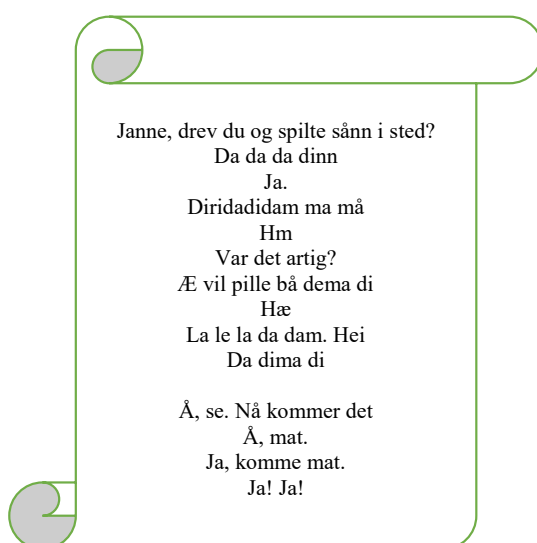 Janne, drev du og spilte sånn i sted?
Da da da dinn
Ja.
Diridadidam ma må
Hm
Var det artig?
Æ vil pille bå dema di
Hæ
La le la da dam. Hei
Da dima di
Å, se. Nå kommer det
Å, mat.
Ja, komme mat.
Ja! Ja!